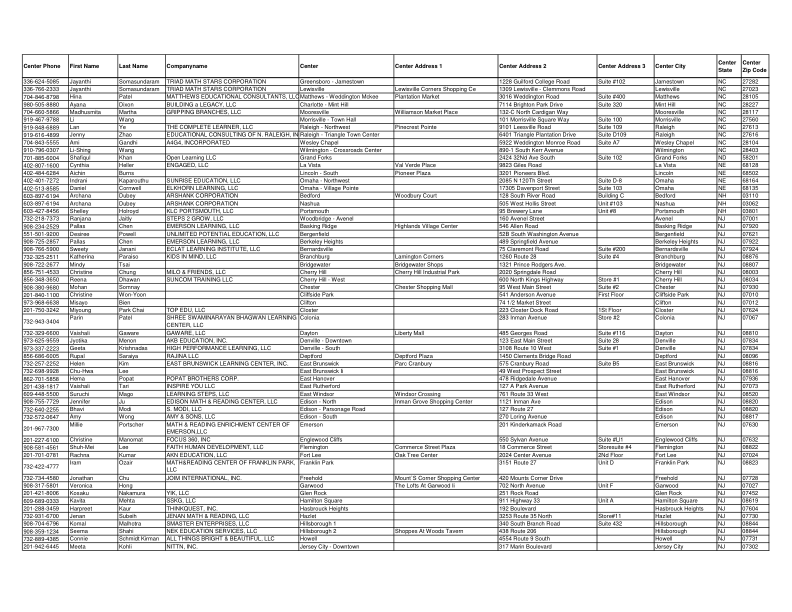 Center Phone First Name Last Name Companyname Center Center Address 1 Center Address 2 Center Address 3 Center City Center State Center Zip Code
336-624-5085 Jayanthi Somasundaram TRIAD MATH STARS CORPORATION Greensboro - Jamestown 1228 Guilford College Road Suite #102 Jamestown NC 27282
336-766-2333 Jayanthi Somasundaram TRIAD MATH STARS CORPORATION Lewisville Lewisville Corners Shopping Ce 1309 Lewisville - Clemmons Road Lewisville NC 27023
704-846-8798 Hina Patel MATTHEWS EDUCATIONAL CONSULTANTS, LLC Matthews - Weddington Mckee Plantation Market 3016 Weddington Road Suite #400 Matthews NC 28105
980-505-8880 Ayana Dixon BUILDING a LEGACY, LLC Charlotte - Mint Hill 7114 Brighton Park Drive Suite 320 Mint Hill NC 28227
704-660-5866 Madhusmita Martha GRIPPING BRANCHES, LLC Mooresville Williamson Market Place 132-C North Cardigan Way Mooresville NC 28117
919-467-9788 Li Wang Morrisville - Town Hall 101 Morrisville Square Way Suite 100 Morrisville NC 27560
919-848-6889 Lan Ye THE COMPLETE LEARNER, LLC Raleigh - Northwest Pinecrest Pointe 9101 Leesville Road Suite 109 Raleigh NC 27613
919-616-4699 Jenny Zhao EDUCATIONAL CONSULTING OF N. RALEIGH, IN Raleigh - Triangle Town Center 6401 Triangle Plantation Drive Suite D109 Raleigh NC 27616
704-843-5555 Ami Gandhi A4G4, INCORPORATED Wesley Chapel 5922 Weddington Monroe Road Suite A7 Wesley Chapel NC 28104
910-796-0307 Li-Shing Wang Wilmington - Crossroads Center 890-1 South Kerr Avenue Wilmington NC 28403
701-885-6004 Shafiqul Khan Open Learning LLC Grand Forks 2424 32Nd Ave South Suite 102 Grand Forks ND 58201
402-807-1600 Cynthia Heller ENGAGED, LLC La Vista Val Verde Place 9823 Giles Road La Vista NE 68128
402-484-6284 Aichin Burns Lincoln - South Pioneer Plaza 3201 Pioneers Blvd. Lincoln NE 68502
402-401-7272 Indrani Kaparouthu SUNRISE EDUCATION, LLC Omaha - Northwest 2085 N 120Th Street Suite D-8 Omaha NE 68164
402-513-8585 Daniel Cornwell ELKHORN LEARNING, LLC Omaha - Village Pointe 17305 Davenport Street Suite 103 Omaha NE 68135
603-897-6194 Dohary Acker ARSHANK CORPORATION Bedford Woodbury Court 128 South River Road Building C Bedford NH 03110
603-897-6194 Dohary Acker ARSHANK CORPORATION Nashua 505 West Hollis Street Unit #103 Nashua NH 03062
603-427-8456 Shelley Holroyd KLC PORTSMOUTH, LLC Portsmouth 95 Brewery Lane Unit #8 Portsmouth NH 03801
732-218-7373 Ranjana Jailly STEPS 2 GROW, LLC Woodbridge - Avenel 160 Avenel Street Avenel NJ 07001
908-234-2529 Pallas Chen EMERSON LEARNING, LLC Basking Ridge Highlands Village Center 546 Allen Road Basking Ridge NJ 07920
551-501-9200 Desiree Powell UNLIMITED POTENTIAL EDUCATION, LLC Bergenfield 52B South Washington Avenue Bergenfield NJ 07621
908-725-2857 Pallas Chen EMERSON LEARNING, LLC Berkeley Heights 489 Springfield Avenue Berkeley Heights NJ 07922
908-766-5900 Sweety Jenani ECLAT LEARNING INSTITUTE, LLC Bernardsville 75 Claremont Road Suite #200 Bernardsville NJ 07924
732-325-2711 Katherina Paraiso KIDS IN MIND, LLC Branchburg Lamington Corners 1260 Route 28 Suite #4 Branchburg NJ 08876
908-722-2677 Mindy Tsai Bridgewater Bridgewater Shops 1321 Prince Rodgers Ave. Bridgewater NJ 08807
856-751-4533 Christine Chung MILO & FRIENDS, LLC Cherry Hill Cherry Hill Industrial Park 2020 Springdale Road Cherry Hill NJ 08003
856-348-3650 Reena Dhawan SUNCOM TRAINING LLC Cherry Hill - West 600 North Kings Highway Store #1 Cherry Hill NJ 08034
908-380-9680 Mohan Somnay Chester Chester Shopping Mall 95 West Main Street Suite #2 Chester NJ 07930
201-840-1100 Christine Won-Yoon Cliffside Park 541 Anderson Avenue First Floor Cliffside Park NJ 07010
973-968-6638 Misayo Bien Clifton 74 1/2 Market Street Clifton NJ 07012
201-750-3242 Miyoung Park Chai TOP EDU, LLC Closter 223 Closter Dock Road 1St Floor Closter NJ 07624
732-943-3404 Parin Patel SHREE SWAMINARAYAN BHAGWAN LEARNING CENTER, LLC Colonia 283 Inman Avenue Store #2 Colonia NJ 07067
732-329-6600 Vaishali Gaware GAWARE, LLC Dayton Liberty Mall 485 Georges Road Suite #116 Dayton NJ 08810
973-625-9559 Jyotika Menon AKB EDUCATION, INC. Denville - Downtown 123 East Main Street Suite 28 Denville NJ 07834
973-337-2223 Geeta Krishnadas HIGH PERFORMANCE LEARNING, LLC Denville - South 3108 Route 10 West Suite #1 Denville NJ 07834
856-686-6005 Rupal Saraiya RAJINA LLC Deptford Deptford Plaza 1450 Clements Bridge Road Deptford NJ 08096
732-257-2252 Helen Kim EAST BRUNSWICK LEARNING CENTER, INC. East Brunswick Parc Cranbury 575 Cranbury Road Suite B5 East Brunswick NJ 08816
732-698-9928 Chu-Hwa Lee East Brunswick Ii 49 West Prospect Street East Brunswick NJ 08816
862-701-5858 Hema Popat POPAT BROTHERS CORP. East Hanover 478 Ridgedale Avenue East Hanover NJ 07936
201-438-1817 Vaishali Tari INSPIRE YOU LLC East Rutherford 127 A Park Avenue East Rutherford NJ 07073
609-448-5500 Suruchi Mago LEARNING STEPS, LLC East Windsor Windsor Crossing 761 Route 33 West East Windsor NJ 08520
908-755-7729 Jennifer Ju EDISON MATH & READING CENTER, LLC Edison - North Inman Grove Shopping Center 1121 Inman Ave Edison NJ 08820
732-640-2255 Bhavi Modi S. MODI, LLC Edison - Parsonage Road 127 Route 27 Edison NJ 08820
732-572-0647 Amy Wong AMY & SONS, LLC Edison - South 270 Loring Avenue Edison NJ 08817
201-967-7300 Millie Portscher MATH & READING ENRICHMENT CENTER OF EMERSON,LLC Emerson 201 Kinderkamack Road Emerson NJ 07630
201-227-6100 Christine Manomat FOCUS 360, INC Englewood Cliffs 550 Sylvan Avenue Suite #Ll1 Englewood Cliffs NJ 07632
908-581-4561 Shuh-Mei Lee FAITH HUMAN DEVELOPMENT, LLC Flemington Commerce Street Plaza 5 Commerce Street Storesuite #4 Flemington NJ 08822
201-701-0781 Rachna Kumar AKN EDUCATION, LLC Fort Lee Oak Tree Center 2024 Center Avenue 2Nd Floor Fort Lee NJ 07024
732-422-4777 Iram Ozair MATH&READING CENTER OF FRANKLIN PARK, LLC Franklin Park 3151 Route 27 Unit D Franklin Park NJ 08823
732-734-4580 Jonathan Chu JOIM INTERNATIONAL, INC. Freehold Mount`S Corner Shopping Center 420 Mounts Corner Drive Freehold NJ 07728
908-317-5801 Veronica Hong Garwood The Lofts At Garwood Ii 702 North Avenue Unit F Garwood NJ 07027
201-421-8006 Kosaku Nakamura YIK, LLC Glen Rock 251 Rock Road Glen Rock NJ 07452
609-689-0333 Kavila Mehta SSKG, LLC Hamilton Square 911 Highway 33 Unit A Hamilton Square NJ 08619
201-288-3459 Harpreet Kaur THINKQUEST, INC. Hasbrouck Heights 192 Boulevard Hasbrouck Heights NJ 07604
732-931-6700 Jenan Subeih JENAN MATH & READING, LLC Hazlet 3253 Route 35 North Store#11 Hazlet NJ 07730
908-704-6796 Komal Malhotra SMASTER ENTERPRISES, LLC Hillsborough 1 340 South Branch Road Suite 432 Hillsborough NJ 08844
908-359-1234 Seema Shahi NEK EDUCATION SERVICES, LLC Hillsborough 2 Shoppes At Woods Tavern 438 Route 206 Hillsborough NJ 08844
732-889-4385 Connie Schmidt Kirman ALL THINGS BRIGHT & BEAUTIFUL, LLC Howell 4554 Route 9 South Howell NJ 07731
201-942-6445 Meeta Kohli NITTN, INC. Jersey City - Downtown 317 Marin Boulevard Jersey City NJ 07302